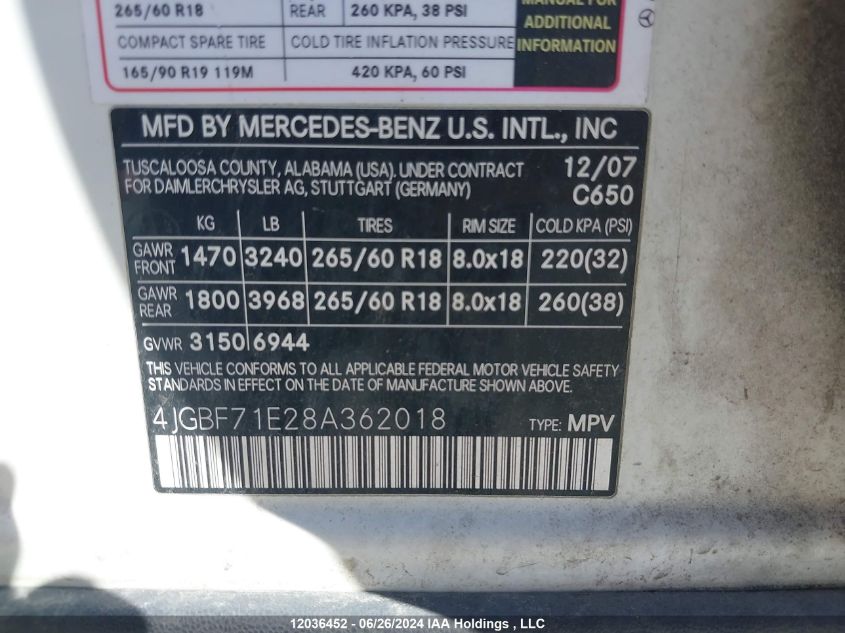 MANUAL FOR
265/60 R18 REAR 260 KPA, 38 PSI ADDITIONAL
COMPACT SPARE TIRE COLD TIRE INFLATION PRESSURE INFORMATION
165/90 R19 119M 420 KPA, 60 PSI
MFD BY MERCEDES-BENZ U.S. INTL., INC
TUSCALOOSA COUNTY, ALABAMA (USA). UNDER CONTRACT 12/07
FOR DAIMLERCHRYSLER AG, STUTTGART (GERMANY) C650
KG LB TIRES RIM SIZE COLD KPA (PSI)
GAWR FRONT 1470 3240 265/60 R18 8.0x18 220(32)
GAWR REAR 1800 3968 265/60 R18 8.0x18 260(38)
GVWR 3150 6944
THIS VEHICLE CONFORMS TO ALL APPLICABLE FEDERAL MOTOR VEHICLE SAFETY
STANDARDS IN EFFECT ON THE DATE OF MANUFACTURE SHOWN ABOVE.
4JGBF71E28A362018 TYPE: MPV
12036452 - 06/26/2024 IAA Holdings , LLC